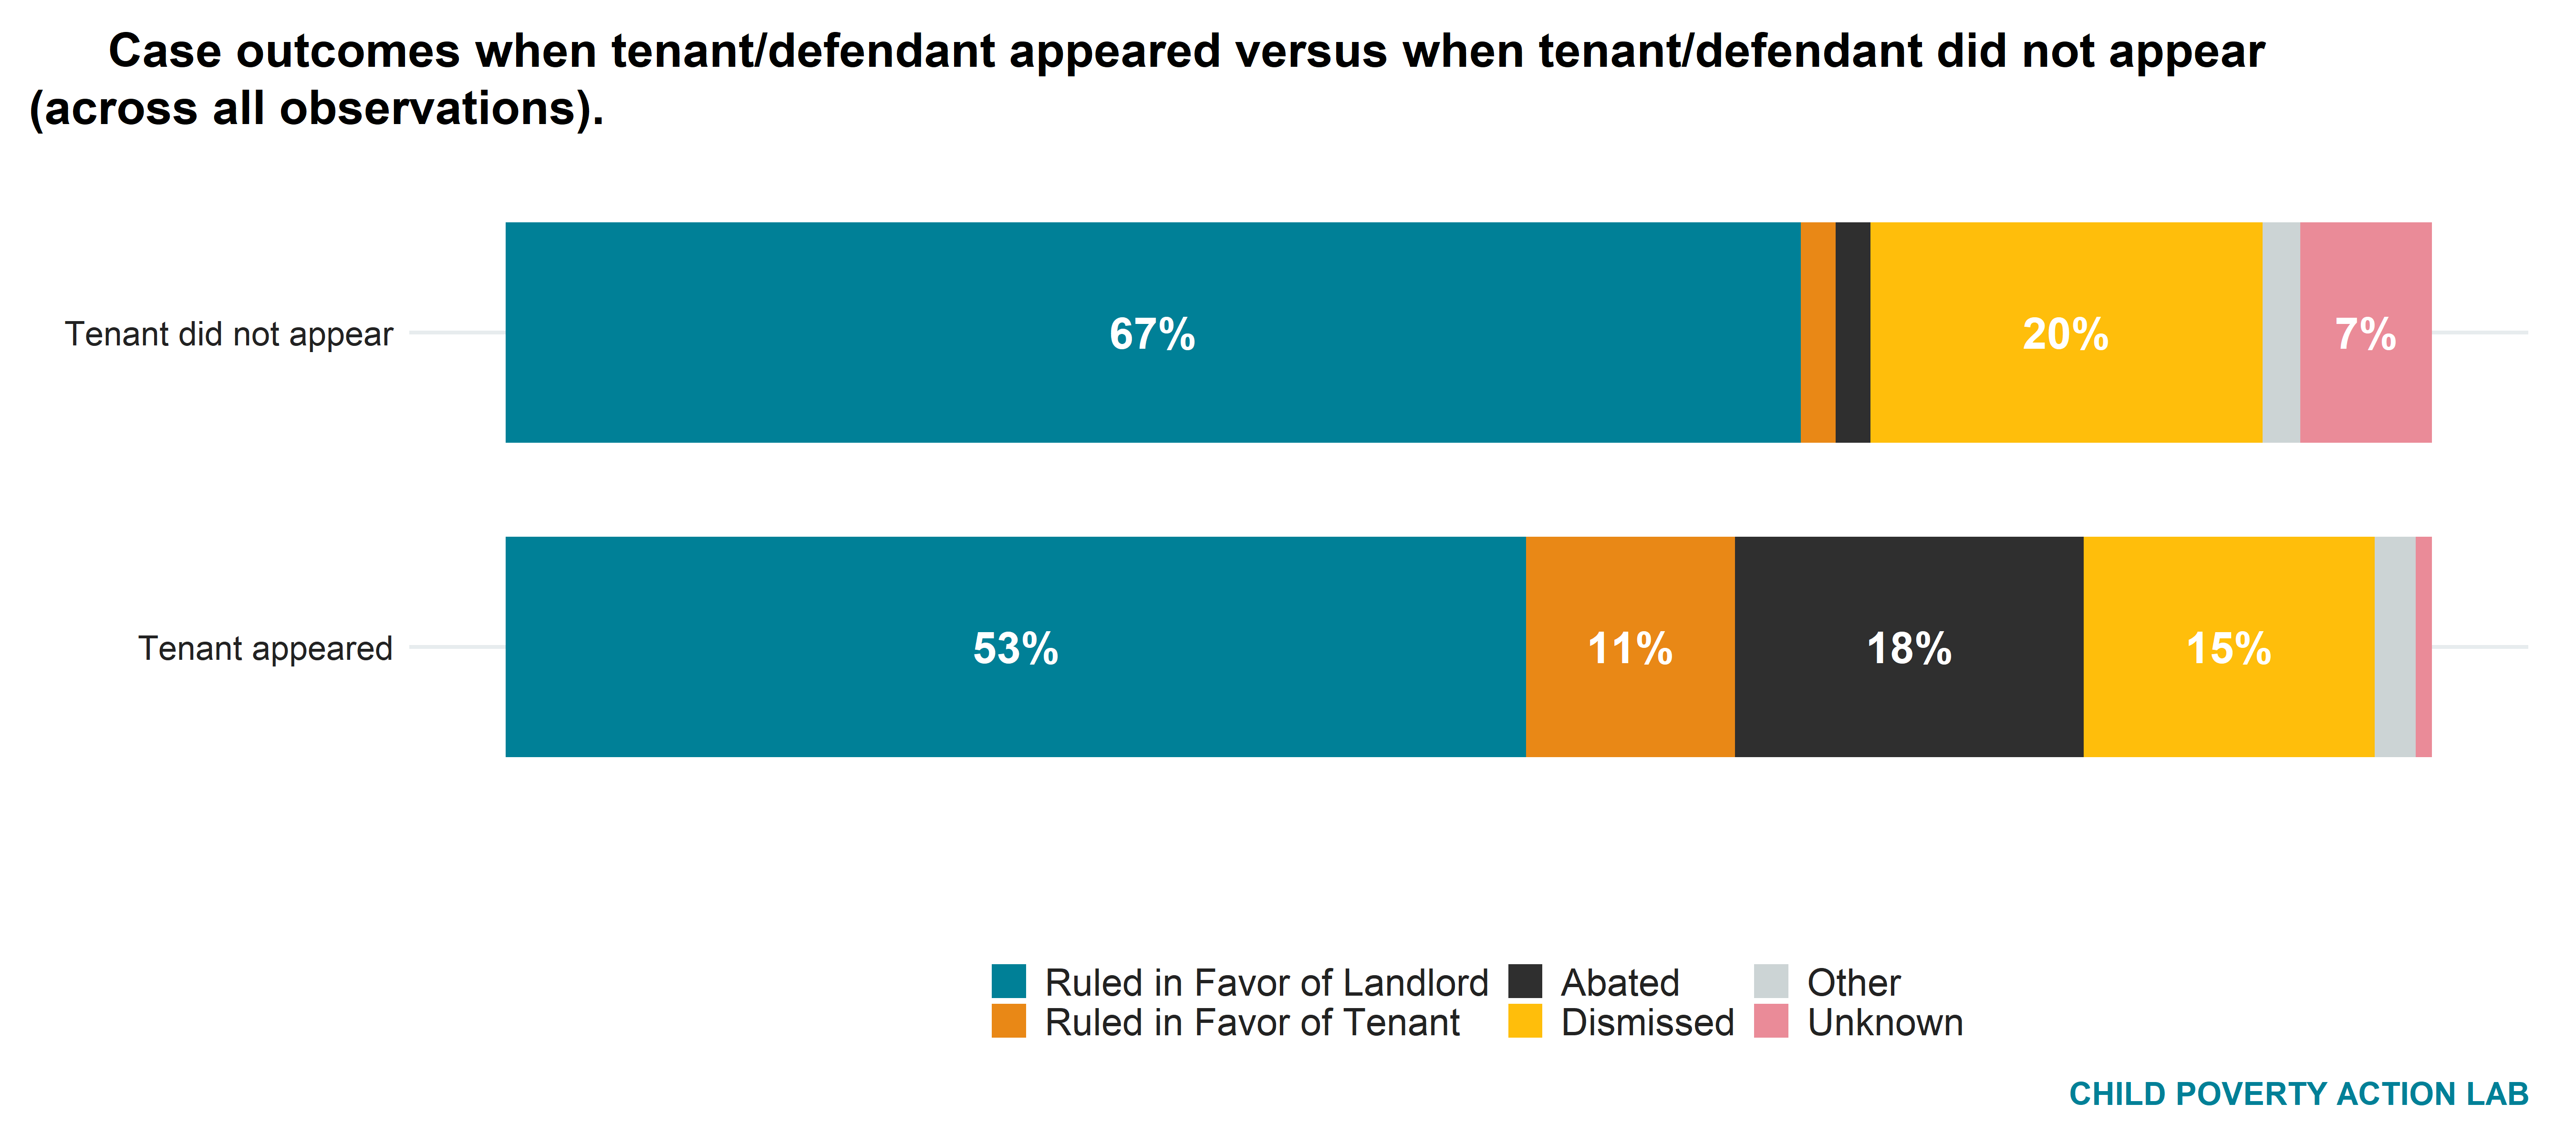 Case outcomes when tenant/defendant appeared versus when tenant/defendant did not appear
(across all observations).
Tenant did not appear
67%
20%
7%
Tenant appeared
53%
11%
18%
15%
Ruled in Favor of Landlord
Abated
Other
Ruled in Favor of Tenant
Dismissed
Unknown
CHILD POVERTY ACTION LAB